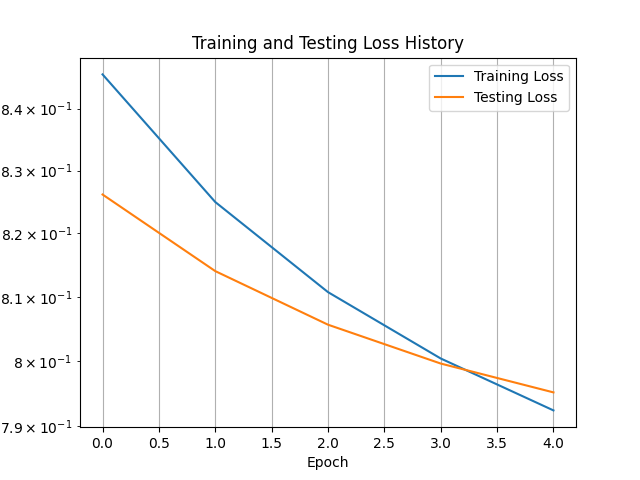 Training and Testing Loss History
Training Loss
Testing Loss
8.4 × 10⁻¹
8.3 × 10⁻¹
8.2 × 10⁻¹
8.1 × 10⁻¹
8 × 10⁻¹
7.9 × 10⁻¹
0.0 0.5 1.0 1.5 2.0 2.5 3.0 3.5 4.0
Epoch